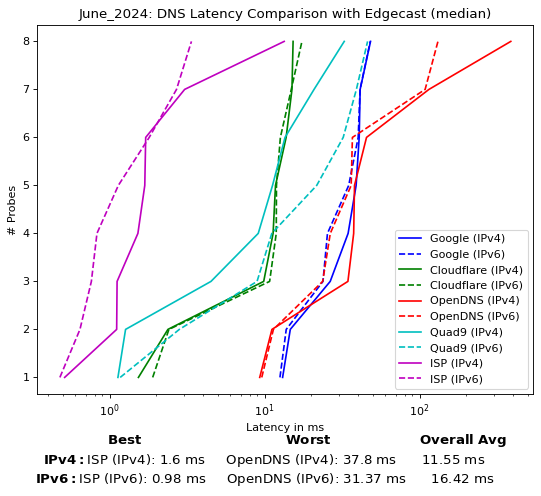 June_2024: DNS Latency Comparison with Edgecast (median)
8
7
6
5
4
3
2
1
# Probes
Google (IPv4)
Google (IPv6)
Cloudflare (IPv4)
Cloudflare (IPv6)
OpenDNS (IPv4)
OpenDNS (IPv6)
Quad9 (IPv4)
Quad9 (IPv6)
ISP (IPv4)
ISP (IPv6)
10⁰ 10¹ 10²
Latency in ms
Best Worst Overall Avg
IPv4: ISP (IPv4): 1.6 ms OpenDNS (IPv4): 37.8 ms 11.55 ms
IPv6: ISP (IPv6): 0.98 ms OpenDNS (IPv6): 31.37 ms 16.42 ms